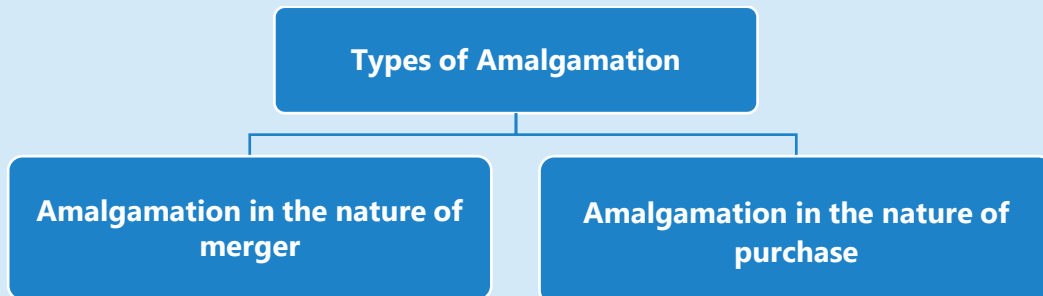 Types of Amalgamation
Amalgamation in the nature of
merger
Amalgamation in the nature of
purchase